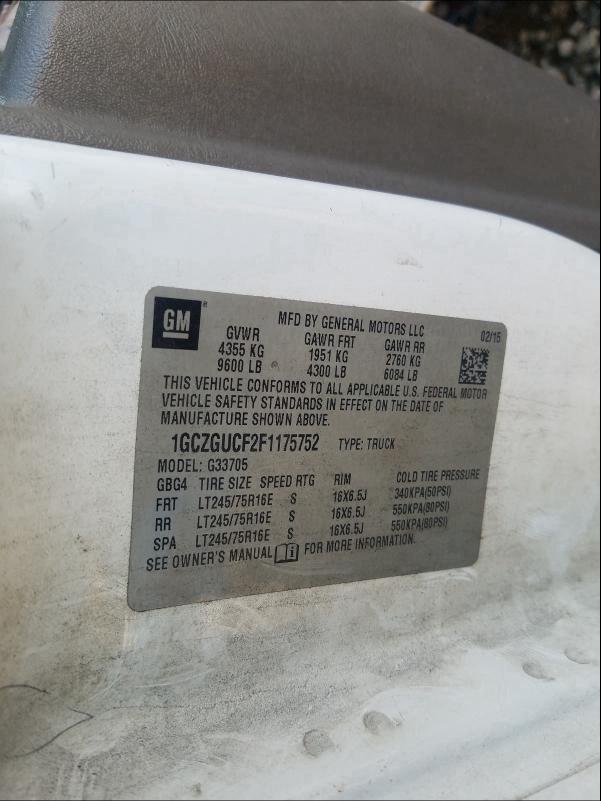 GM ®
MFD BY GENERAL MOTORS LLC 02/15
GVWR GAWR FRT GAWR RR
4355 KG 1951 KG 2760 KG
9600 LB 4300 LB 6084 LB
THIS VEHICLE CONFORMS TO ALL APPLICABLE U.S. FEDERAL MOTOR
VEHICLE SAFETY STANDARDS IN EFFECT ON THE DATE OF
MANUFACTURE SHOWN ABOVE.
1GCZGUCF2F1175752 TYPE: TRUCK
MODEL: G33705
GBG4 TIRE SIZE SPEED RTG RIM COLD TIRE PRESSURE
FRT LT245/75R16E S 16X6.5J 340KPA(50PSI)
RR LT245/75R16E S 16X6.5J 550KPA(80PSI)
SPA LT245/75R16E S 16X6.5J 550KPA(80PSI)
SEE OWNER'S MANUAL i FOR MORE INFORMATION.